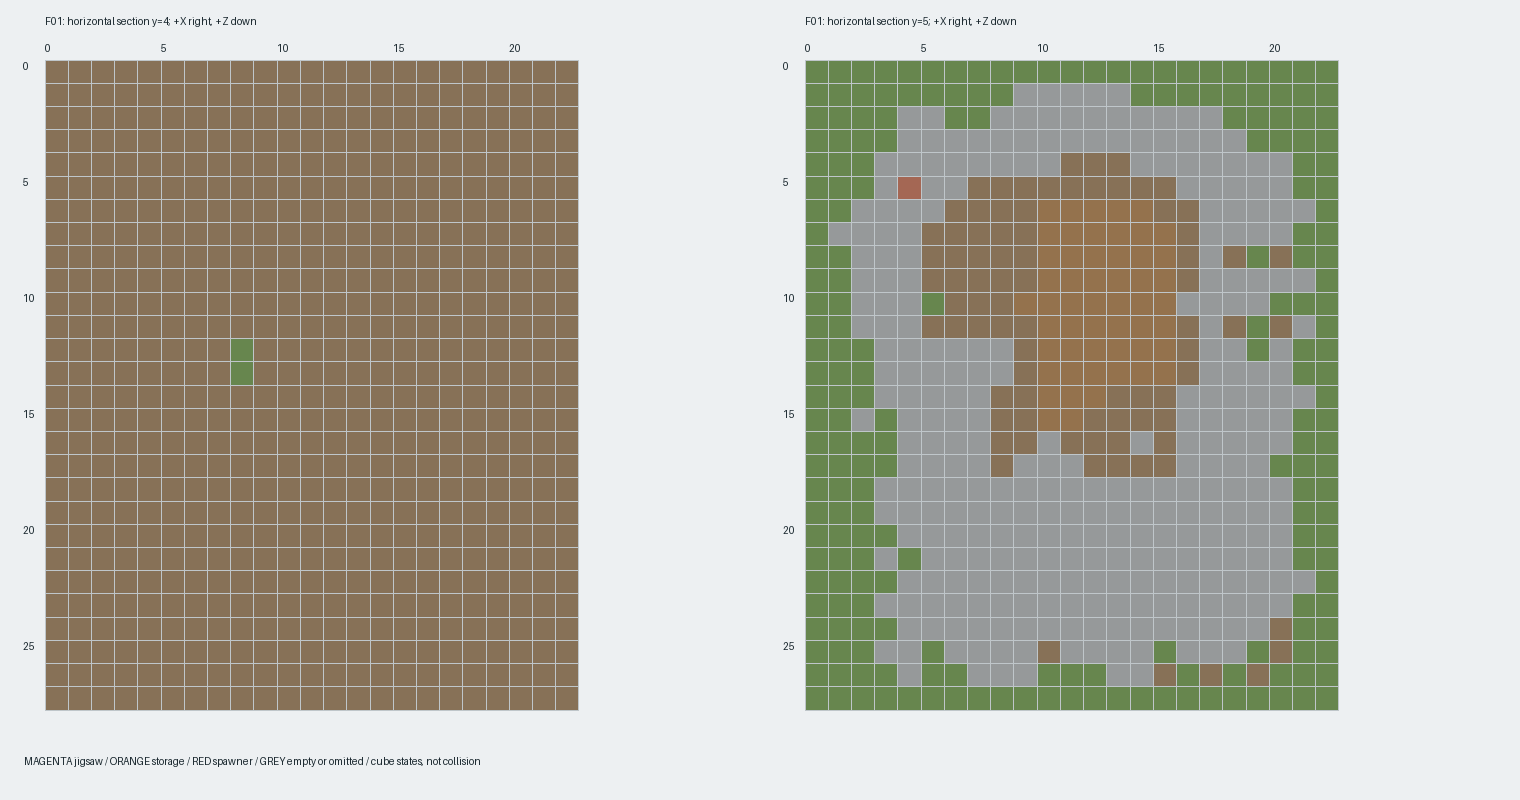 F01: horizontal section y=4; +X right, +Z down
F01: horizontal section y=5; +X right, +Z down
0 5 10 15 20
0 5 10 15 20
0
5
10
15
20
25
0
5
10
15
20
25
MAGENTA jigsaw / ORANGE storage / RED spawner / GREY empty or omitted / cube states, not collision